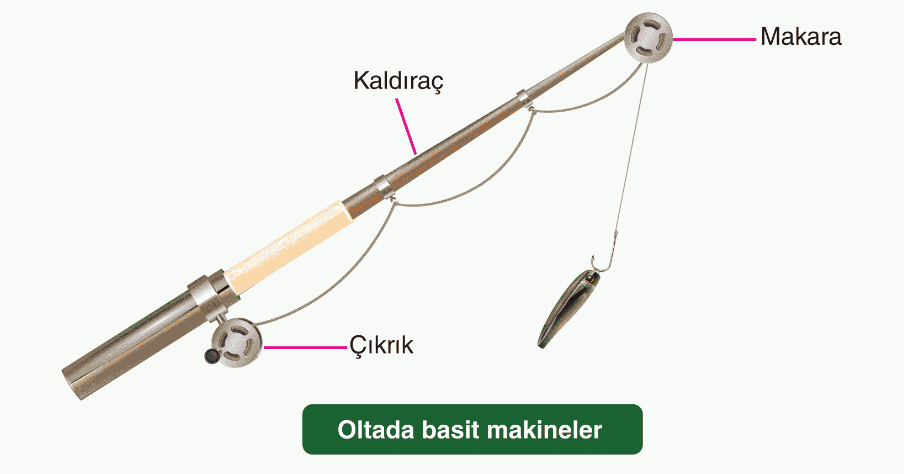 Makara
Kaldıraç
Çıkrık
Oltada basit makineler